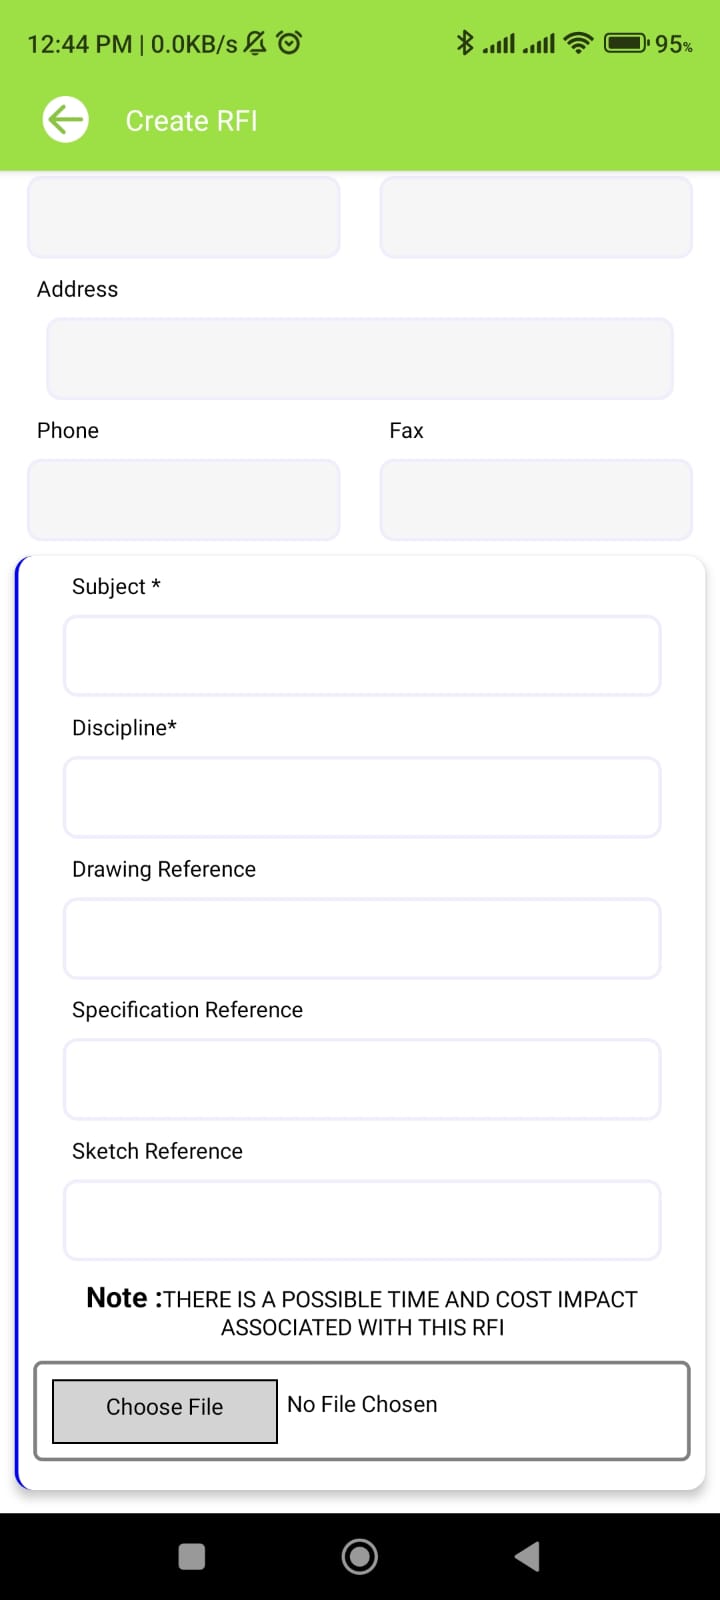 12:44 PM | 0.0KB/s 95%
Create RFI
Address
Phone Fax
Subject *
Discipline*
Drawing Reference
Specification Reference
Sketch Reference
Note :THERE IS A POSSIBLE TIME AND COST IMPACT
ASSOCIATED WITH THIS RFI
Choose File No File Chosen